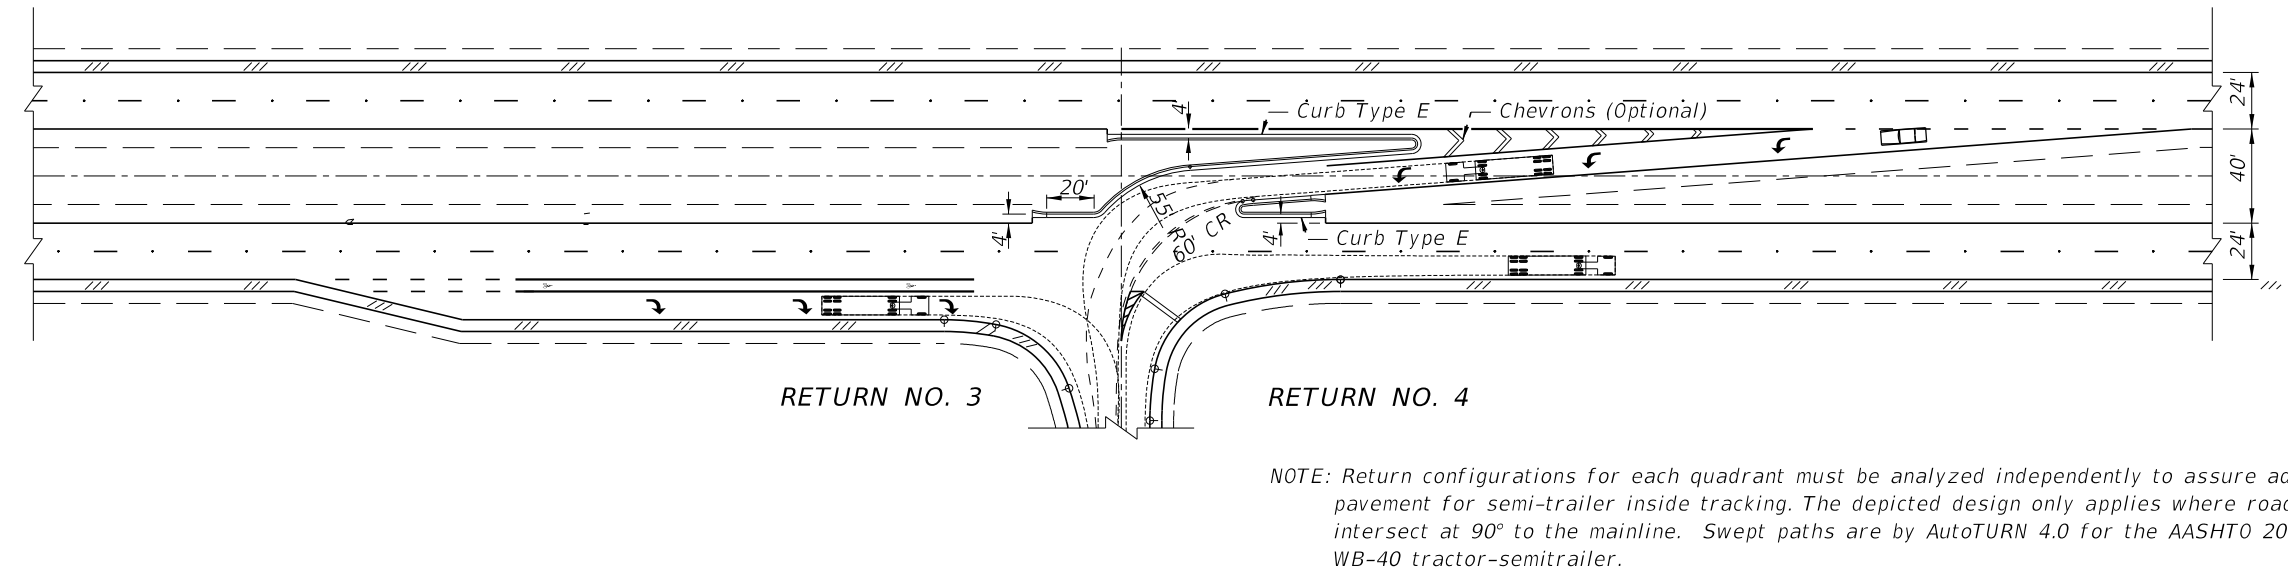 4'
Curb Type E
Chevrons (Optional)
24'
20'
4'
55' R
60' CR
4'
Curb Type E
40'
24'
RETURN NO. 3
RETURN NO. 4
NOTE: Return configurations for each quadrant must be analyzed independently to assure
pavement for semi-trailer inside tracking. The depicted design only applies where
intersect at 90° to the mainline. Swept paths are by AutoTURN 4.0 for the AASHTO
WB-40 tractor-semitrailer.